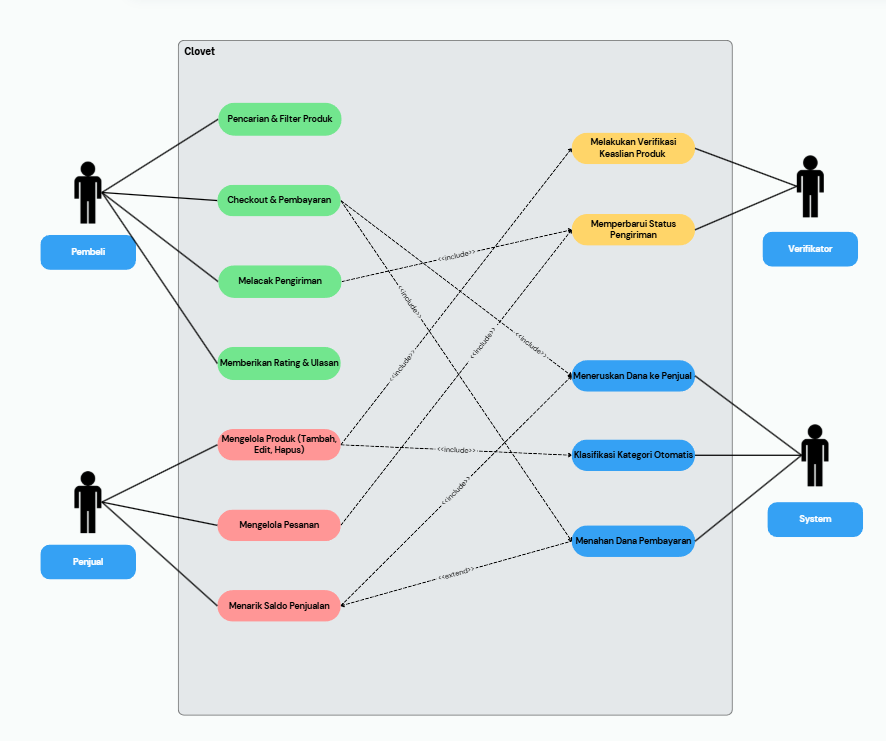 Clovet
Pencarian & Filter Produk
Melakukan Verifikasi
Keaslian Produk
Checkout & Pembayaran
Memperbarui Status
Pengiriman
Pembeli
Verifikator
<<include>>
Melacak Pengiriman
<<include>>
<<include>>
<<include>>
Memberikan Rating & Ulasan
<<include>>
Meneruskan Dana ke Penjual
Mengelola Produk (Tambah,
Edit, Hapus)
<<include>>
Klasifikasi Kategori Otomatis
<<include>>
Mengelola Pesanan
System
Menahan Dana Pembayaran
Penjual
<<extend>>
Menarik Saldo Penjualan